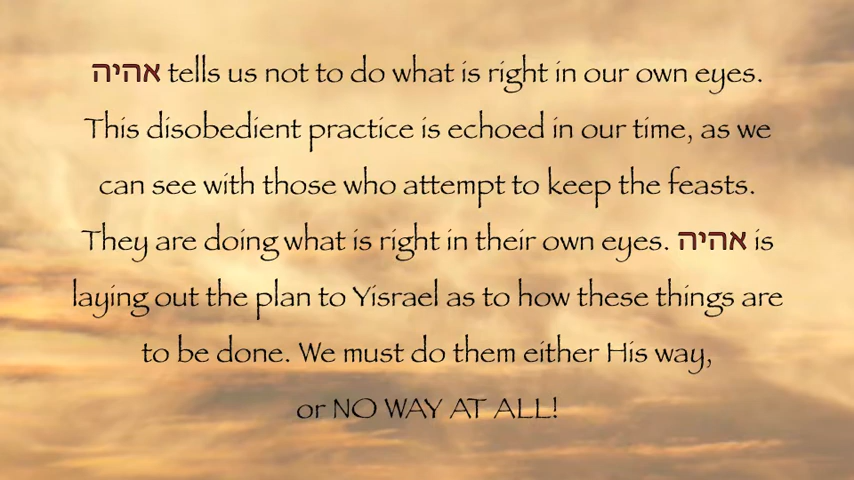 אהיה tells us not to do what is right in our own eyes.
This disobedient practice is echoed in our time, as we
can see with those who attempt to keep the feasts.
They are doing what is right in their own eyes. אהיה is
laying out the plan to Yisrael as to how these things are
to be done. We must do them either His way,
or NO WAY AT ALL!